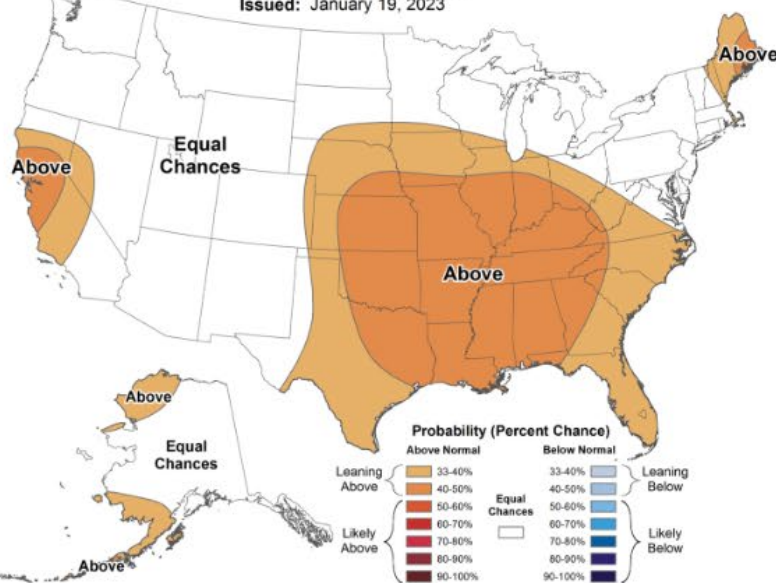 Issued: January 19, 2023
Above
Equal
Chances
Above
Above
Above
Equal
Chances
Above
Probability (Percent Chance)
Above Normal
Below Normal
Leaning
Above
33-40%
40-50%
Likely
Above
50-60%
60-70%
70-80%
80-90%
90-100%
Equal
Chances
33-40%
40-50%
Leaning
Below
50-60%
60-70%
70-80%
80-90%
90-100%
Likely
Below